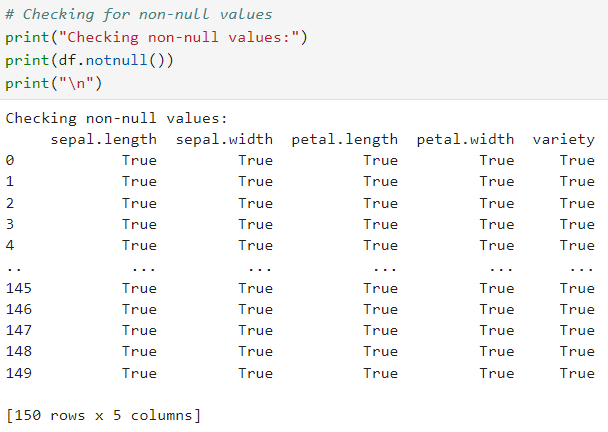 # Checking for non-null values
print("Checking non-null values:")
print(df.notnull())
print("\n")
Checking non-null values:
     sepal.length  sepal.width  petal.length  petal.width  variety
0            True         True          True         True     True
1            True         True          True         True     True
2            True         True          True         True     True
3            True         True          True         True     True
4            True         True          True         True     True
..            ...          ...           ...          ...      ...
145          True         True          True         True     True
146          True         True          True         True     True
147          True         True          True         True     True
148          True         True          True         True     True
149          True         True          True         True     True
[150 rows x 5 columns]